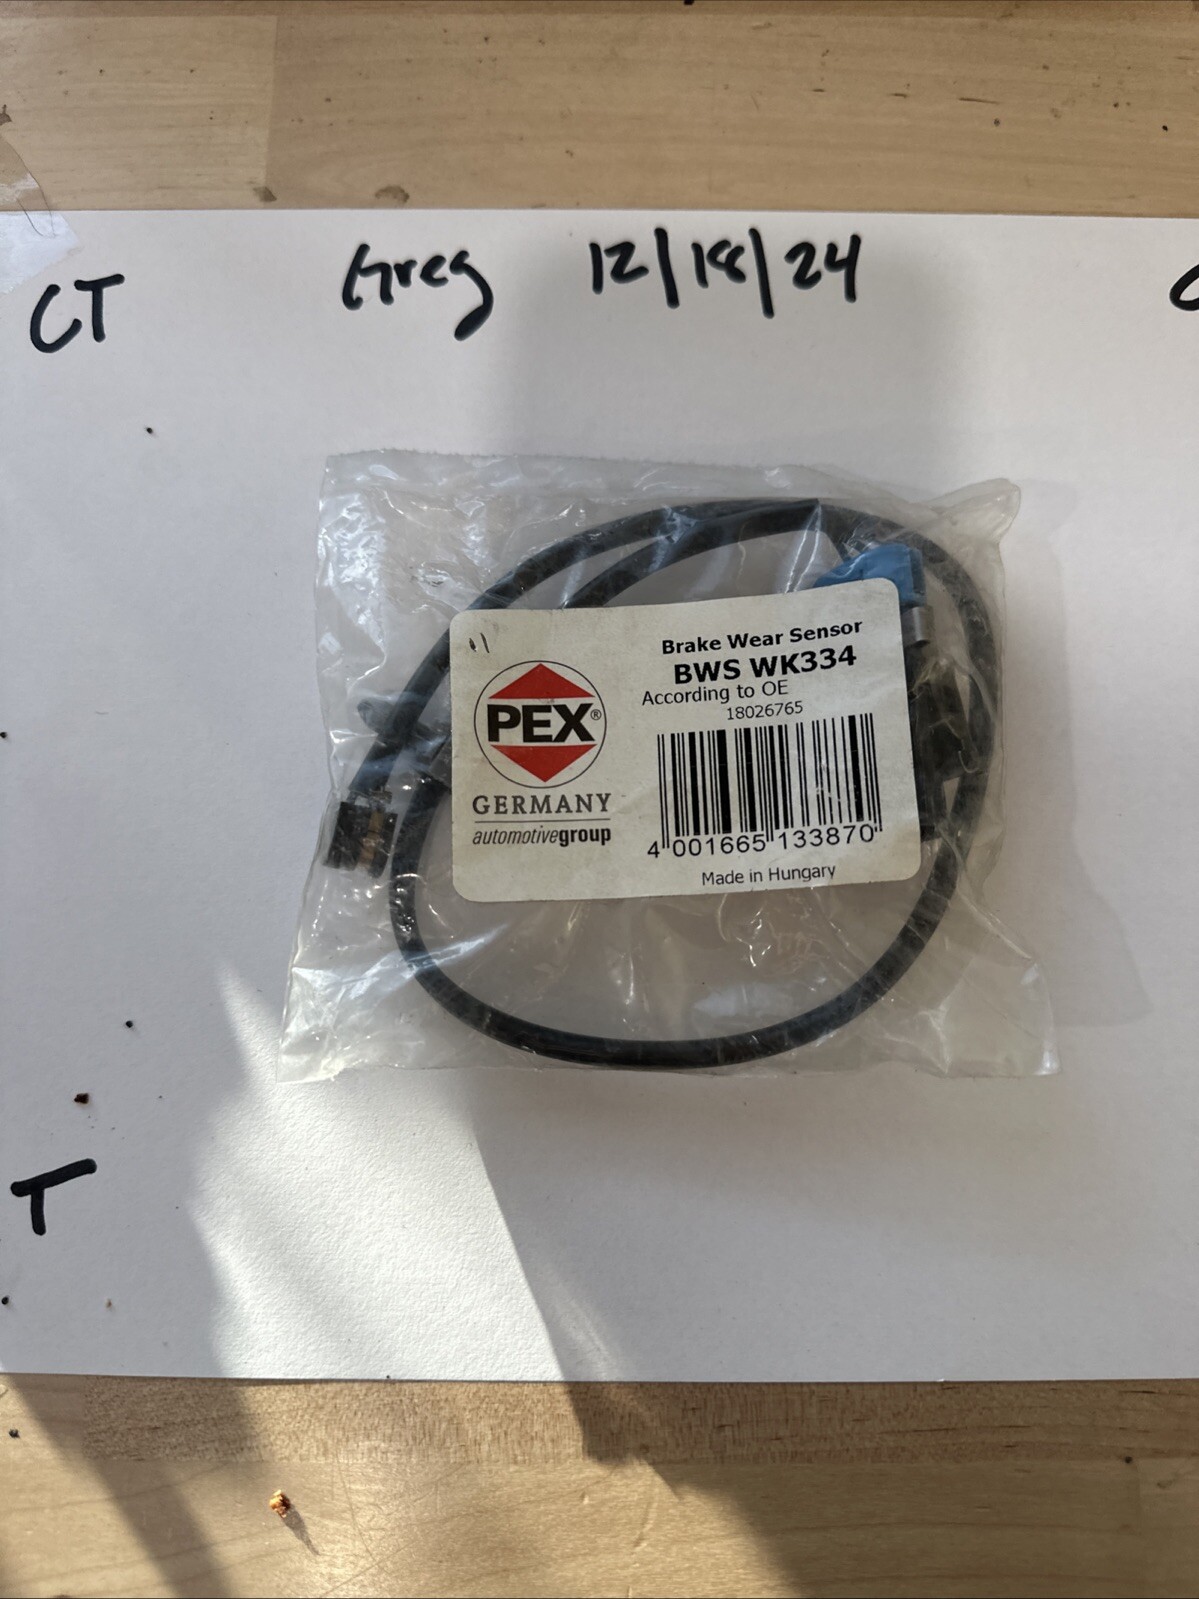 CT
Greg 12/18/24
Brake Wear Sensor
BWS WK334
According to OE
18026765
PEX®
GERMANY
automotivegroup
4 001665 133870
Made in Hungary
T